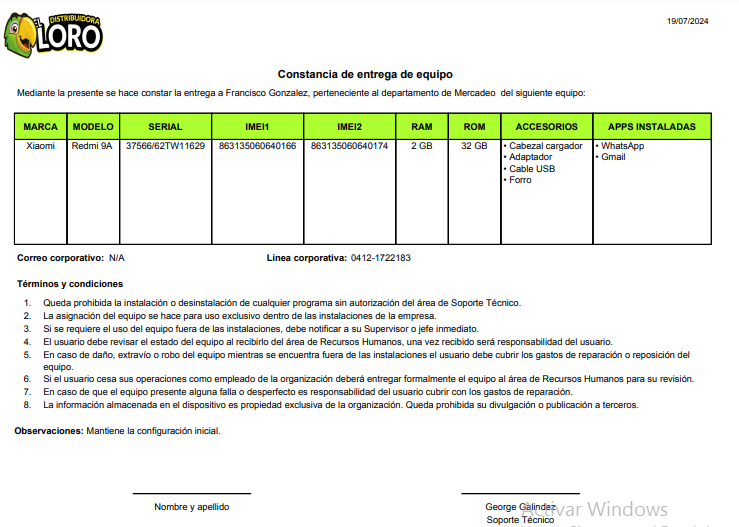 DISTRIBUIDORA
EL LORO
19/07/2024
Constancia de entrega de equipo
Mediante la presente se hace constar la entrega a Francisco Gonzalez, perteneciente al departamento de Mercadeo del siguiente equipo:
MARCA MODELO SERIAL IMEI1 IMEI2 RAM ROM ACCESORIOS APPS INSTALADAS
Xiaomi Redmi 9A 37566/62TW11629 863135060640166 863135060640174 2 GB 32 GB • Cabezal cargador • WhatsApp
• Adaptador • Gmail
• Cable USB
• Forro
Correo corporativo: N/A Línea corporativa: 0412-1722183
Términos y condiciones
1. Queda prohibida la instalación o desinstalación de cualquier programa sin autorización del área de Soporte Técnico.
2. La asignación del equipo se hace para uso exclusivo dentro de las instalaciones de la empresa.
3. Si se requiere el uso del equipo fuera de las instalaciones, debe notificar a su Supervisor o jefe inmediato.
4. El usuario debe revisar el estado del equipo al recibirlo del área de Recursos Humanos, una vez recibido será responsabilidad del usuario.
5. En caso de daño, extravío o robo del equipo mientras se encuentra fuera de las instalaciones el usuario debe cubrir los gastos de reparación o reposición del
equipo.
6. Si el usuario cesa sus operaciones como empleado de la organización deberá entregar formalmente el equipo al área de Recursos Humanos para su revisión.
7. En caso de que el equipo presente alguna falla o desperfecto es responsabilidad del usuario cubrir con los gastos de reparación.
8. La información almacenada en el dispositivo es propiedad exclusiva de la organización. Queda prohibida su divulgación o publicación a terceros.
Observaciones: Mantiene la configuración inicial.
Nombre y apellido George Galindez
Activar Windows
Soporte Técnico